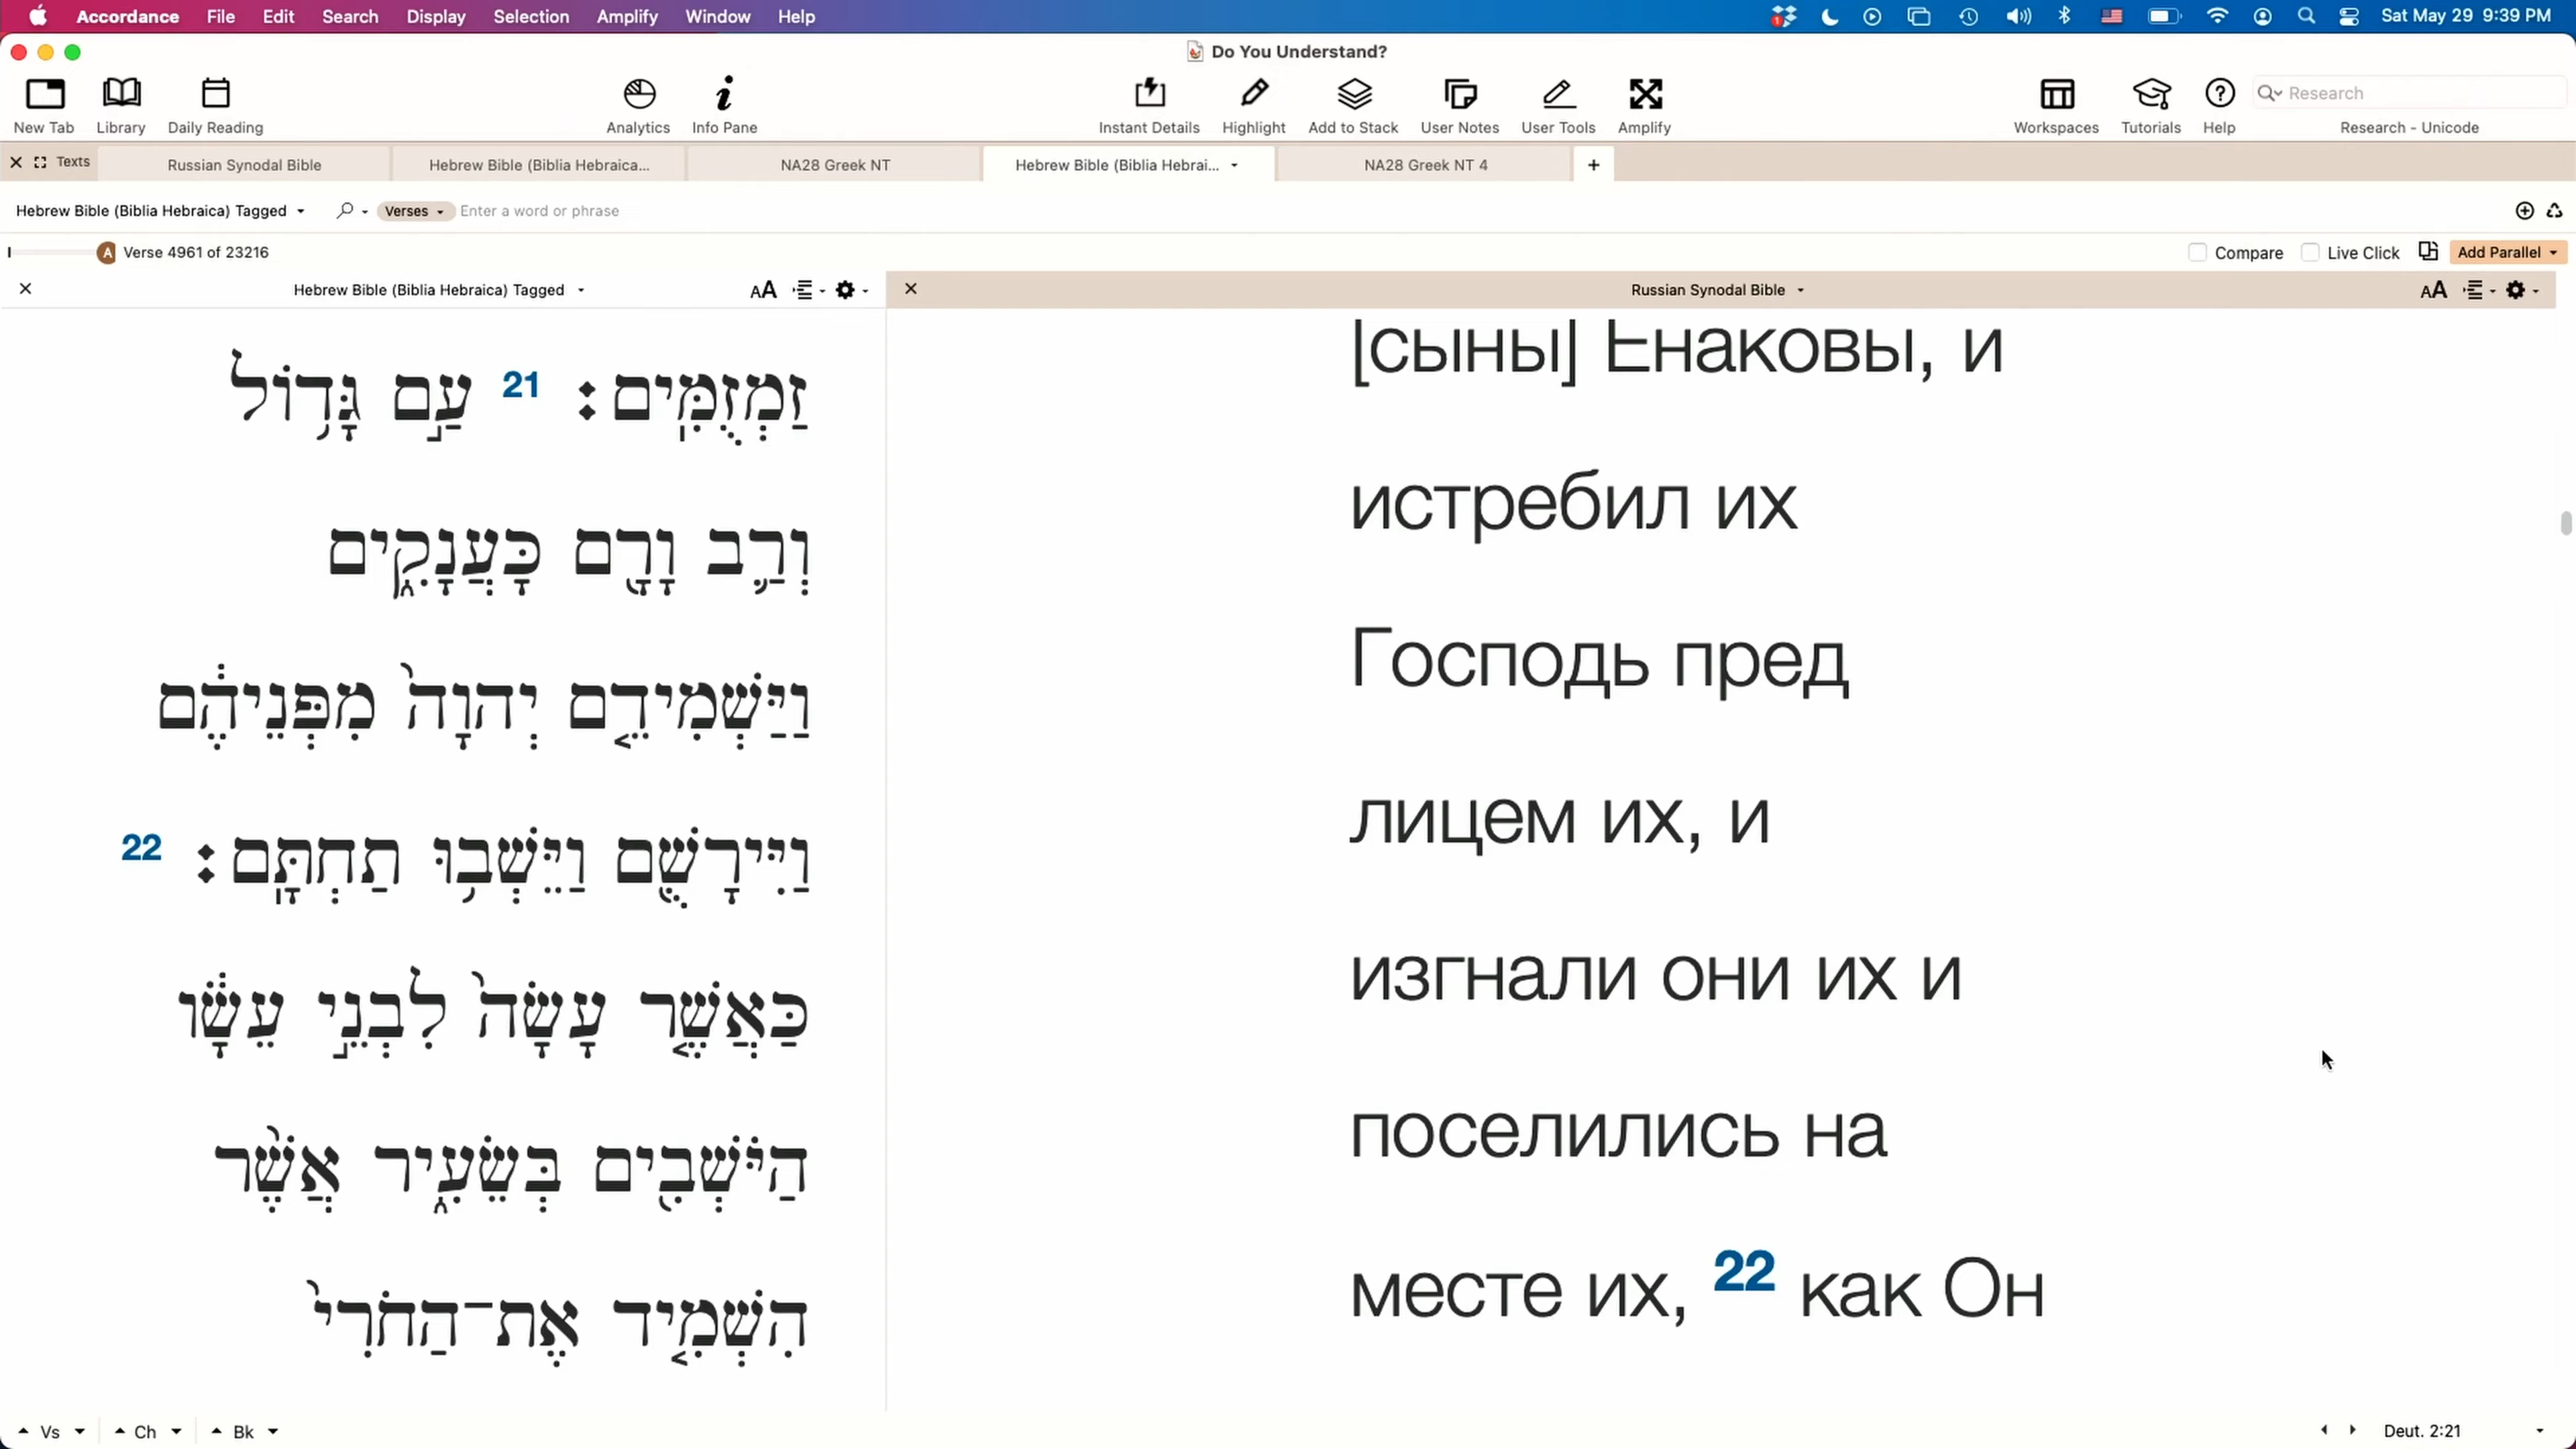 Accordance File Edit Search Display Selection Amplify Window Help Sat May 29 9:39 PM
Do You Understand?
New Tab Library Daily Reading Analytics Info Pane Instant Details Highlight Add to Stack User Notes User Tools Amplify Workspaces Tutorials Help Research
Research - Unicode
Texts Russian Synodal Bible Hebrew Bible (Biblia Hebraica... NA28 Greek NT Hebrew Bible (Biblia Hebrai... NA28 Greek NT 4 +
Hebrew Bible (Biblia Hebraica) Tagged Verses Enter a word or phrase
A Verse 4961 of 23216 Compare Live Click Add Parallel
Hebrew Bible (Biblia Hebraica) Tagged
זַמְזֻמִּֽים׃ 21 עַ֣ם גָּד֥וֹל
וְרַ֛ב וָרָ֖ם כָּעֲנָקִ֑ים
וַיַּשְׁמִידֵ֤ם יְהוָה֙ מִפְּנֵיהֶ֔ם
וַיִּירָשֻׁ֖ם וַיֵּשְׁב֥וּ תַחְתָּֽם׃ 22
כַּאֲשֶׁ֤ר עָשָׂה֙ לִבְנֵ֣י עֵשָׂ֔ו
הַיֹּשְׁבִ֖ים בְּשֵׂעִ֑יר אֲשֶׁ֨ר
הִשְׁמִ֤יד אֶת־הַחֹרִי֙
Russian Synodal Bible
[сыны] Енаковы, и
истребил их
Господь пред
лицем их, и
изгнали они их и
поселились на
месте их, 22 как Он
Vs Ch Bk Deut. 2:21